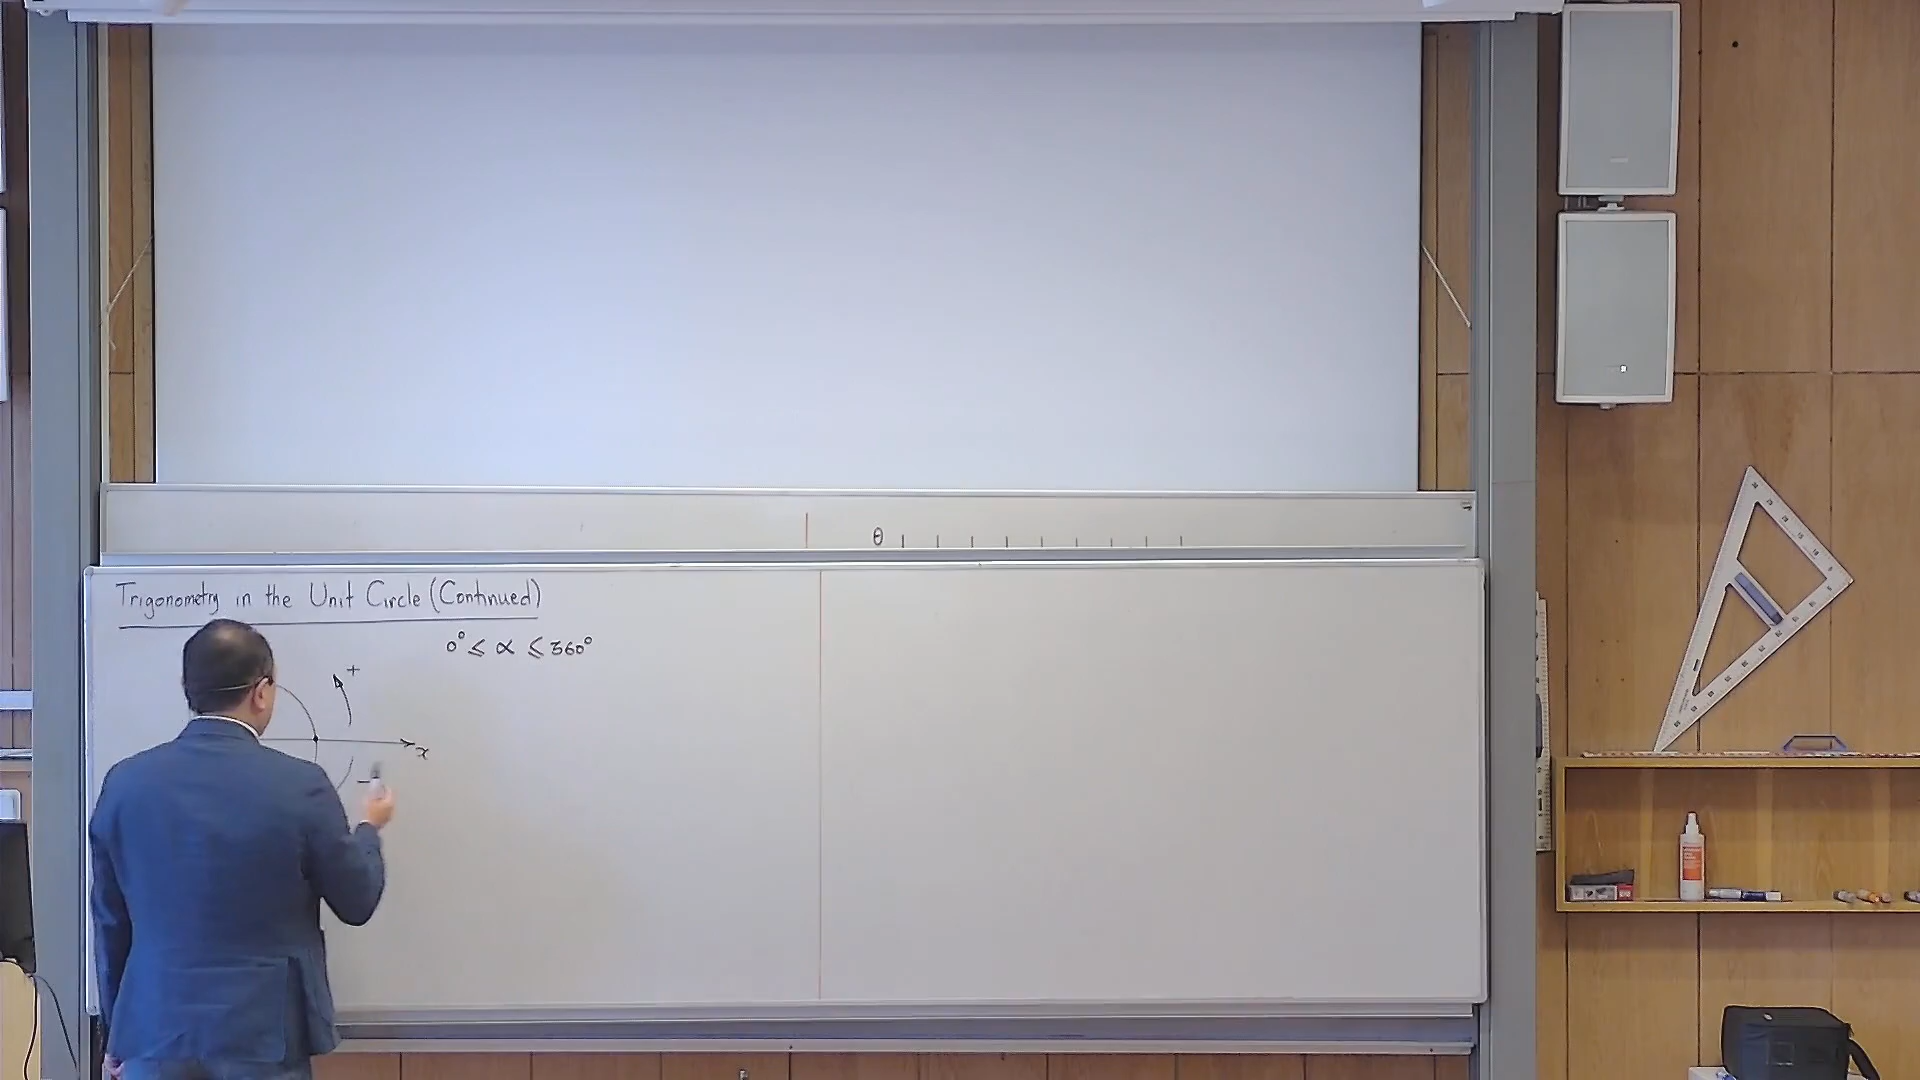 θ
Trigonometry in the Unit Circle (Continued)
0° ≤ α ≤ 360°
+
x
−